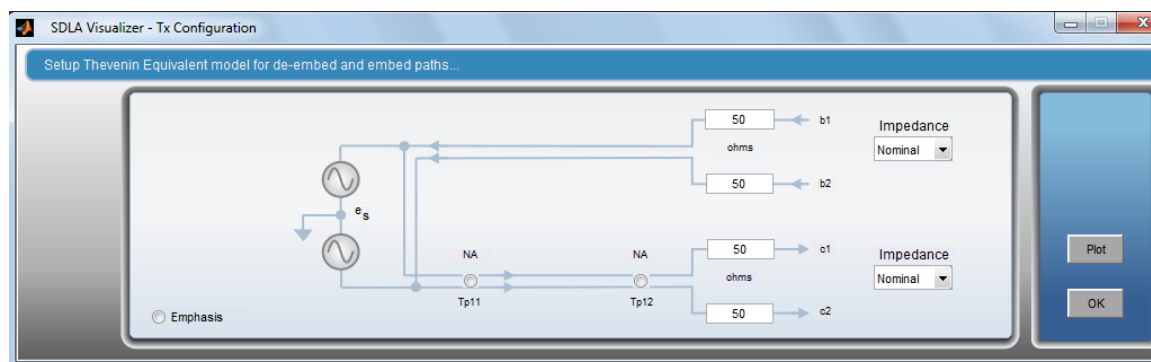 SDLA Visualizer - Tx Configuration
Setup Thevenin Equivalent model for de-embed and embed paths...
50
b1
Impedance
ohms
Nominal
50
b2
es
NA
NA
50
c1
Impedance
ohms
Nominal
Tp11
Tp12
50
c2
Emphasis
Plot
OK